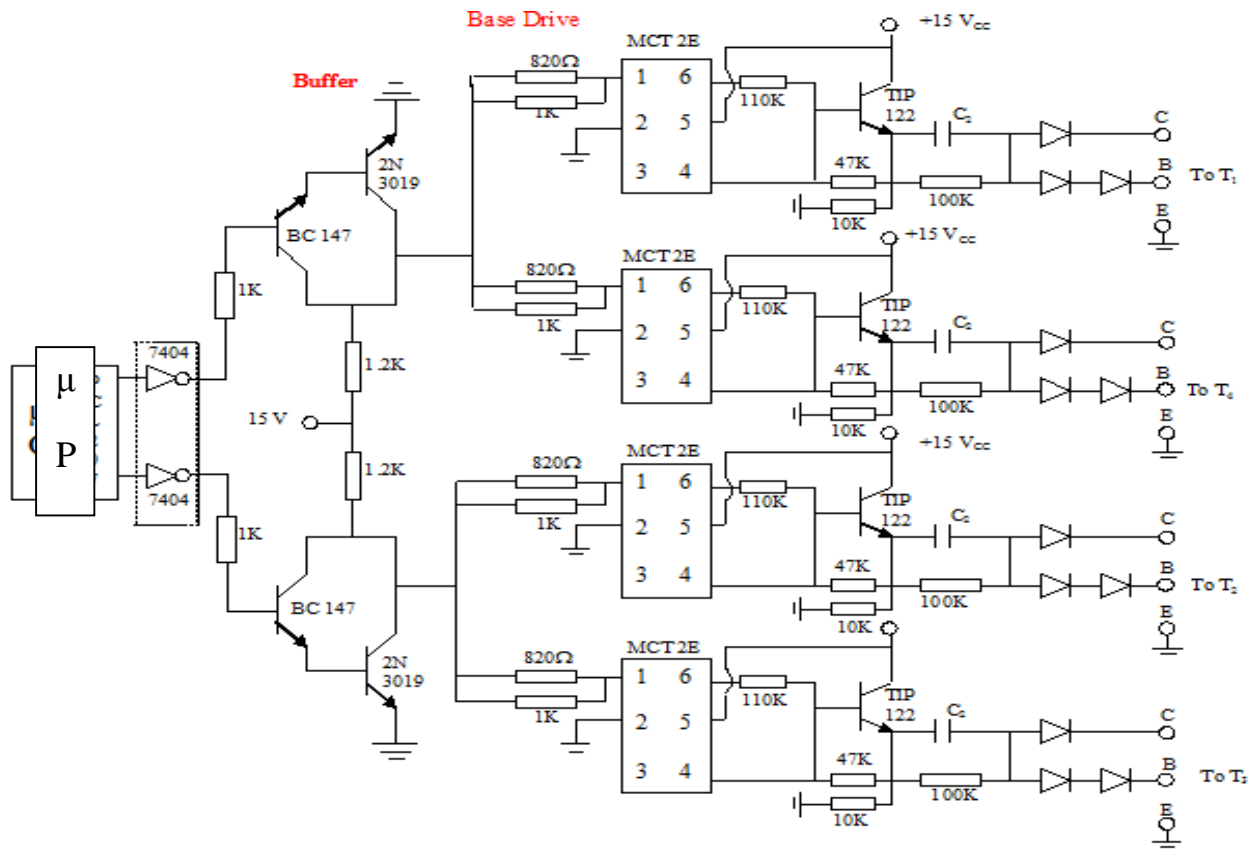 Base Drive
Buffer
+15 V_CC
MCT 2E
820Ω
1K
1 6
2 5
3 4
110K
TIP
122
C₂
47K
100K
10K
C
B
E
To T₁
2N
3019
BC 147
1K
+15 V_CC
MCT 2E
820Ω
1K
1 6
2 5
3 4
110K
TIP
122
C₂
47K
100K
10K
C
B
E
7404
μ
P
1.2K
15 V
1.2K
7404
1K
BC 147
2N
3019
+15 V_CC
MCT 2E
820Ω
1K
1 6
2 5
3 4
110K
TIP
122
C₂
47K
100K
10K
C
B
E
To T₂
MCT 2E
820Ω
1K
1 6
2 5
3 4
110K
TIP
122
C₂
47K
100K
10K
C
B
E